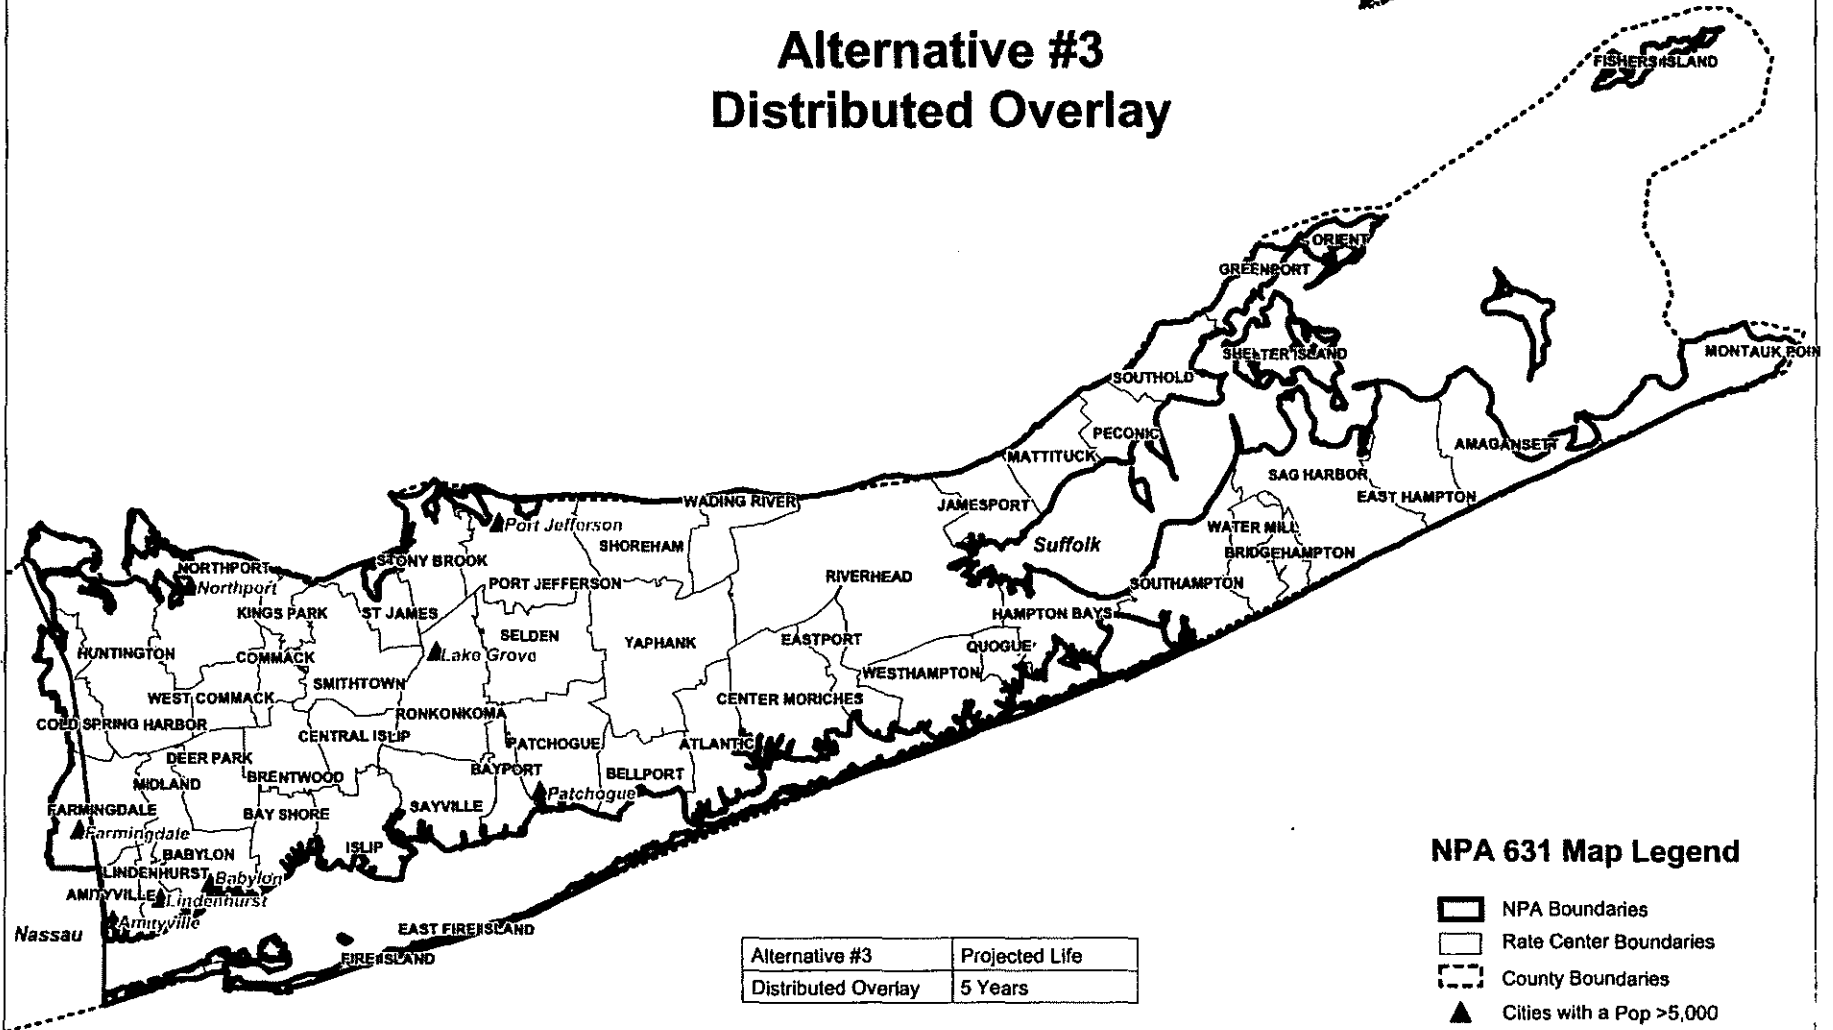 Alternative #3
Distributed Overlay
FISHERS ISLAND
ORIENT
GREENPORT
SHELTER ISLAND
MONTAUK POIN
SOUTHOLD
PECONIC
MATTITUCK
AMAGANSETT
SAG HARBOR
EAST HAMPTON
WADING RIVER
JAMESPORT
Port Jefferson
WATER MILL
SHOREHAM
Suffolk
BRIDGEHAMPTON
STONY BROOK
NORTHPORT
Northport
PORT JEFFERSON
RIVERHEAD
SOUTHAMPTON
KINGS PARK
ST JAMES
HAMPTON BAYS
SELDEN
YAPHANK
EASTPORT
QUOGUE
HUNTINGTON
COMMACK
Lake Grove
WESTHAMPTON
SMITHTOWN
WEST COMMACK
CENTER MORICHES
RONKONKOMA
COLD SPRING HARBOR
CENTRAL ISLIP
PATCHOGUE
ATLANTIC
DEER PARK
BAYPORT
BELLPORT
BRENTWOOD
MIDLAND
Patchogue
FARMINGDALE
BAY SHORE
SAYVILLE
Farmingdale
ISLIP
BABYLON
LINDENHURST
Babylon
AMITYVILLE
Lindenhurst
Amityville
Nassau
EAST FIRE ISLAND
FIRE ISLAND
Alternative #3 Projected Life
Distributed Overlay 5 Years
NPA 631 Map Legend
NPA Boundaries
Rate Center Boundaries
County Boundaries
Cities with a Pop >5,000